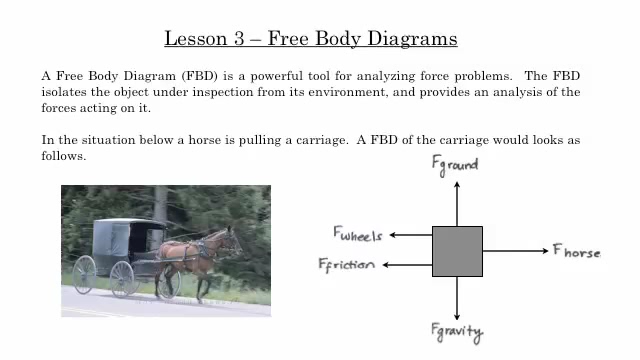 Lesson 3 – Free Body Diagrams
A Free Body Diagram (FBD) is a powerful tool for analyzing force problems. The FBD
isolates the object under inspection from its environment, and provides an analysis of the
forces acting on it.
In the situation below a horse is pulling a carriage. A FBD of the carriage would looks as
follows.
Fground
Fwheels
Ffriction
Fhorse
Fgravity